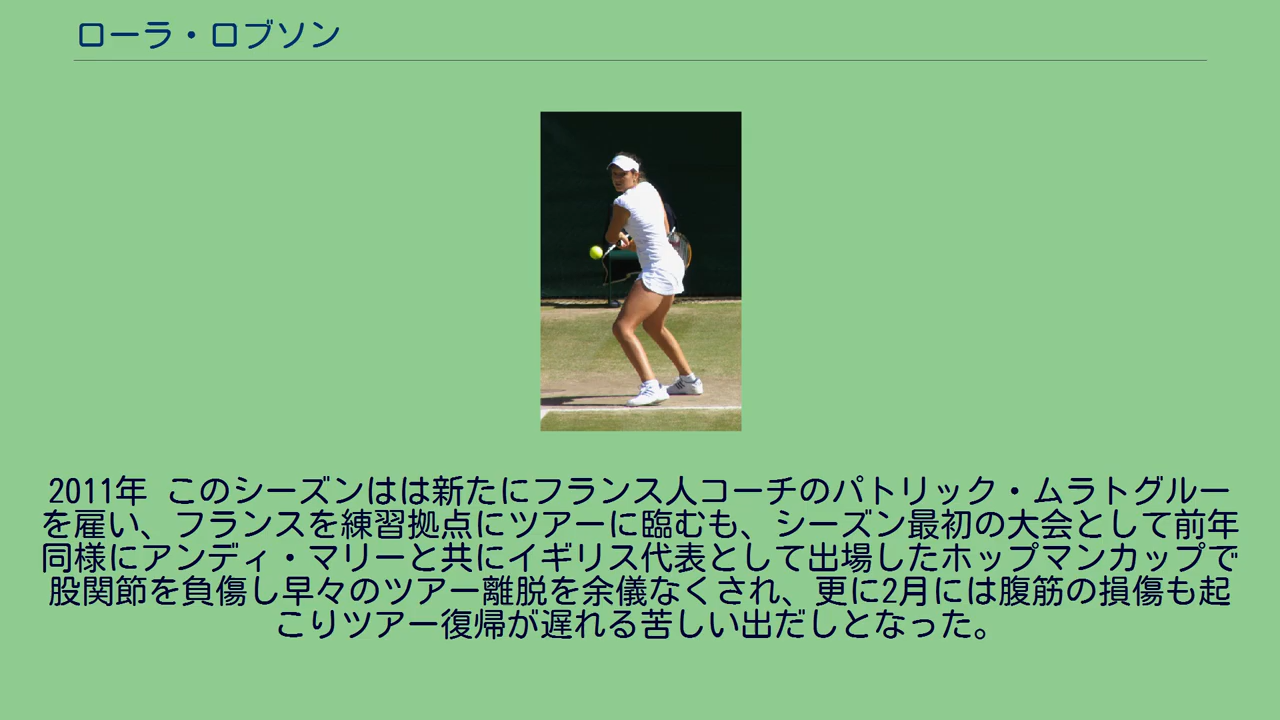 ローラ・ロブソン
2011年 このシーズンはは新たにフランス人コーチのパトリック・ムラトグルー
を雇い、フランスを練習拠点にツアーに臨むも、シーズン最初の大会として前年
同様にアンディ・マリーと共にイギリス代表として出場したホップマンカップで
股関節を負傷し早々のツアー離脱を余儀なくされ、更に2月には腹筋の損傷も起
こりツアー復帰が遅れる苦しい出だしとなった。